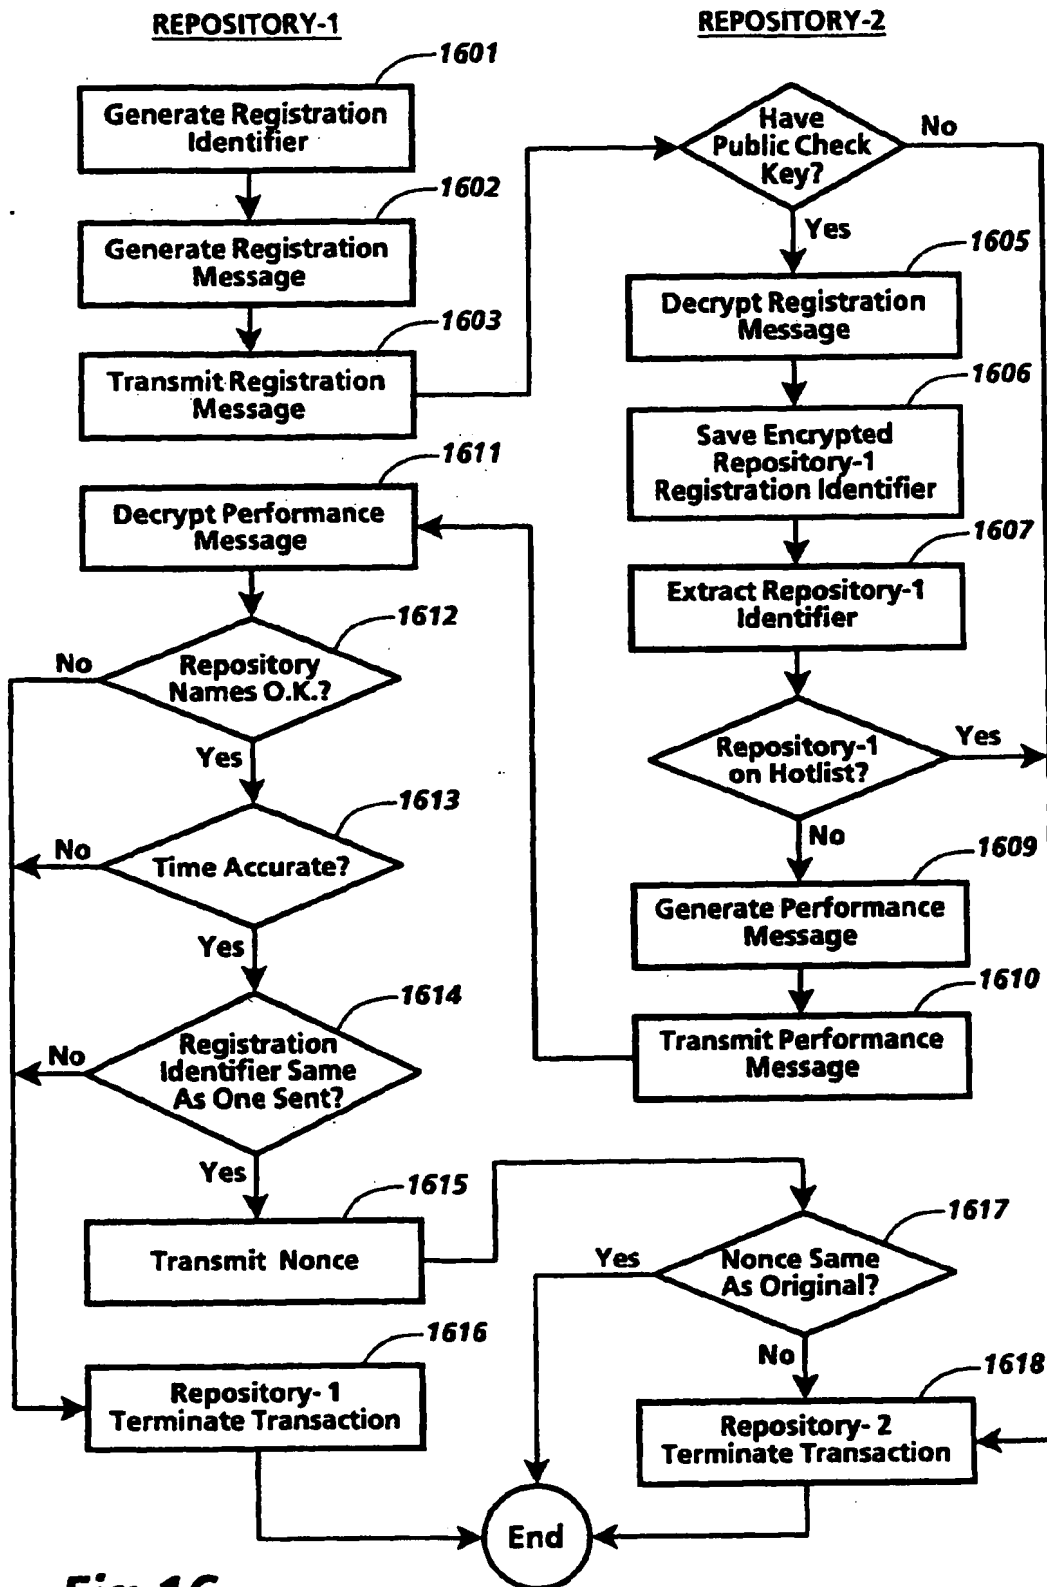 REPOSITORY-1
1601
Generate Registration
Identifier
1602
Generate Registration
Message
1603
Transmit Registration
Message
1611
Decrypt Performance
Message
1612
Repository
Names O.K.?
No
Yes
1613
Time Accurate?
No
Yes
1614
Registration
Identifier Same
As One Sent?
No
Yes
1615
Transmit Nonce
1616
Repository- 1
Terminate Transaction
REPOSITORY-2
Have
Public Check
Key?
No
Yes
1605
Decrypt Registration
Message
1606
Save Encrypted
Repository-1
Registration Identifier
1607
Extract Repository-1
Identifier
Repository-1
on Hotlist?
Yes
No
1609
Generate Performance
Message
1610
Transmit Performance
Message
1617
Nonce Same
As Original?
Yes
No
1618
Repository- 2
Terminate Transaction
End
Fig. 16